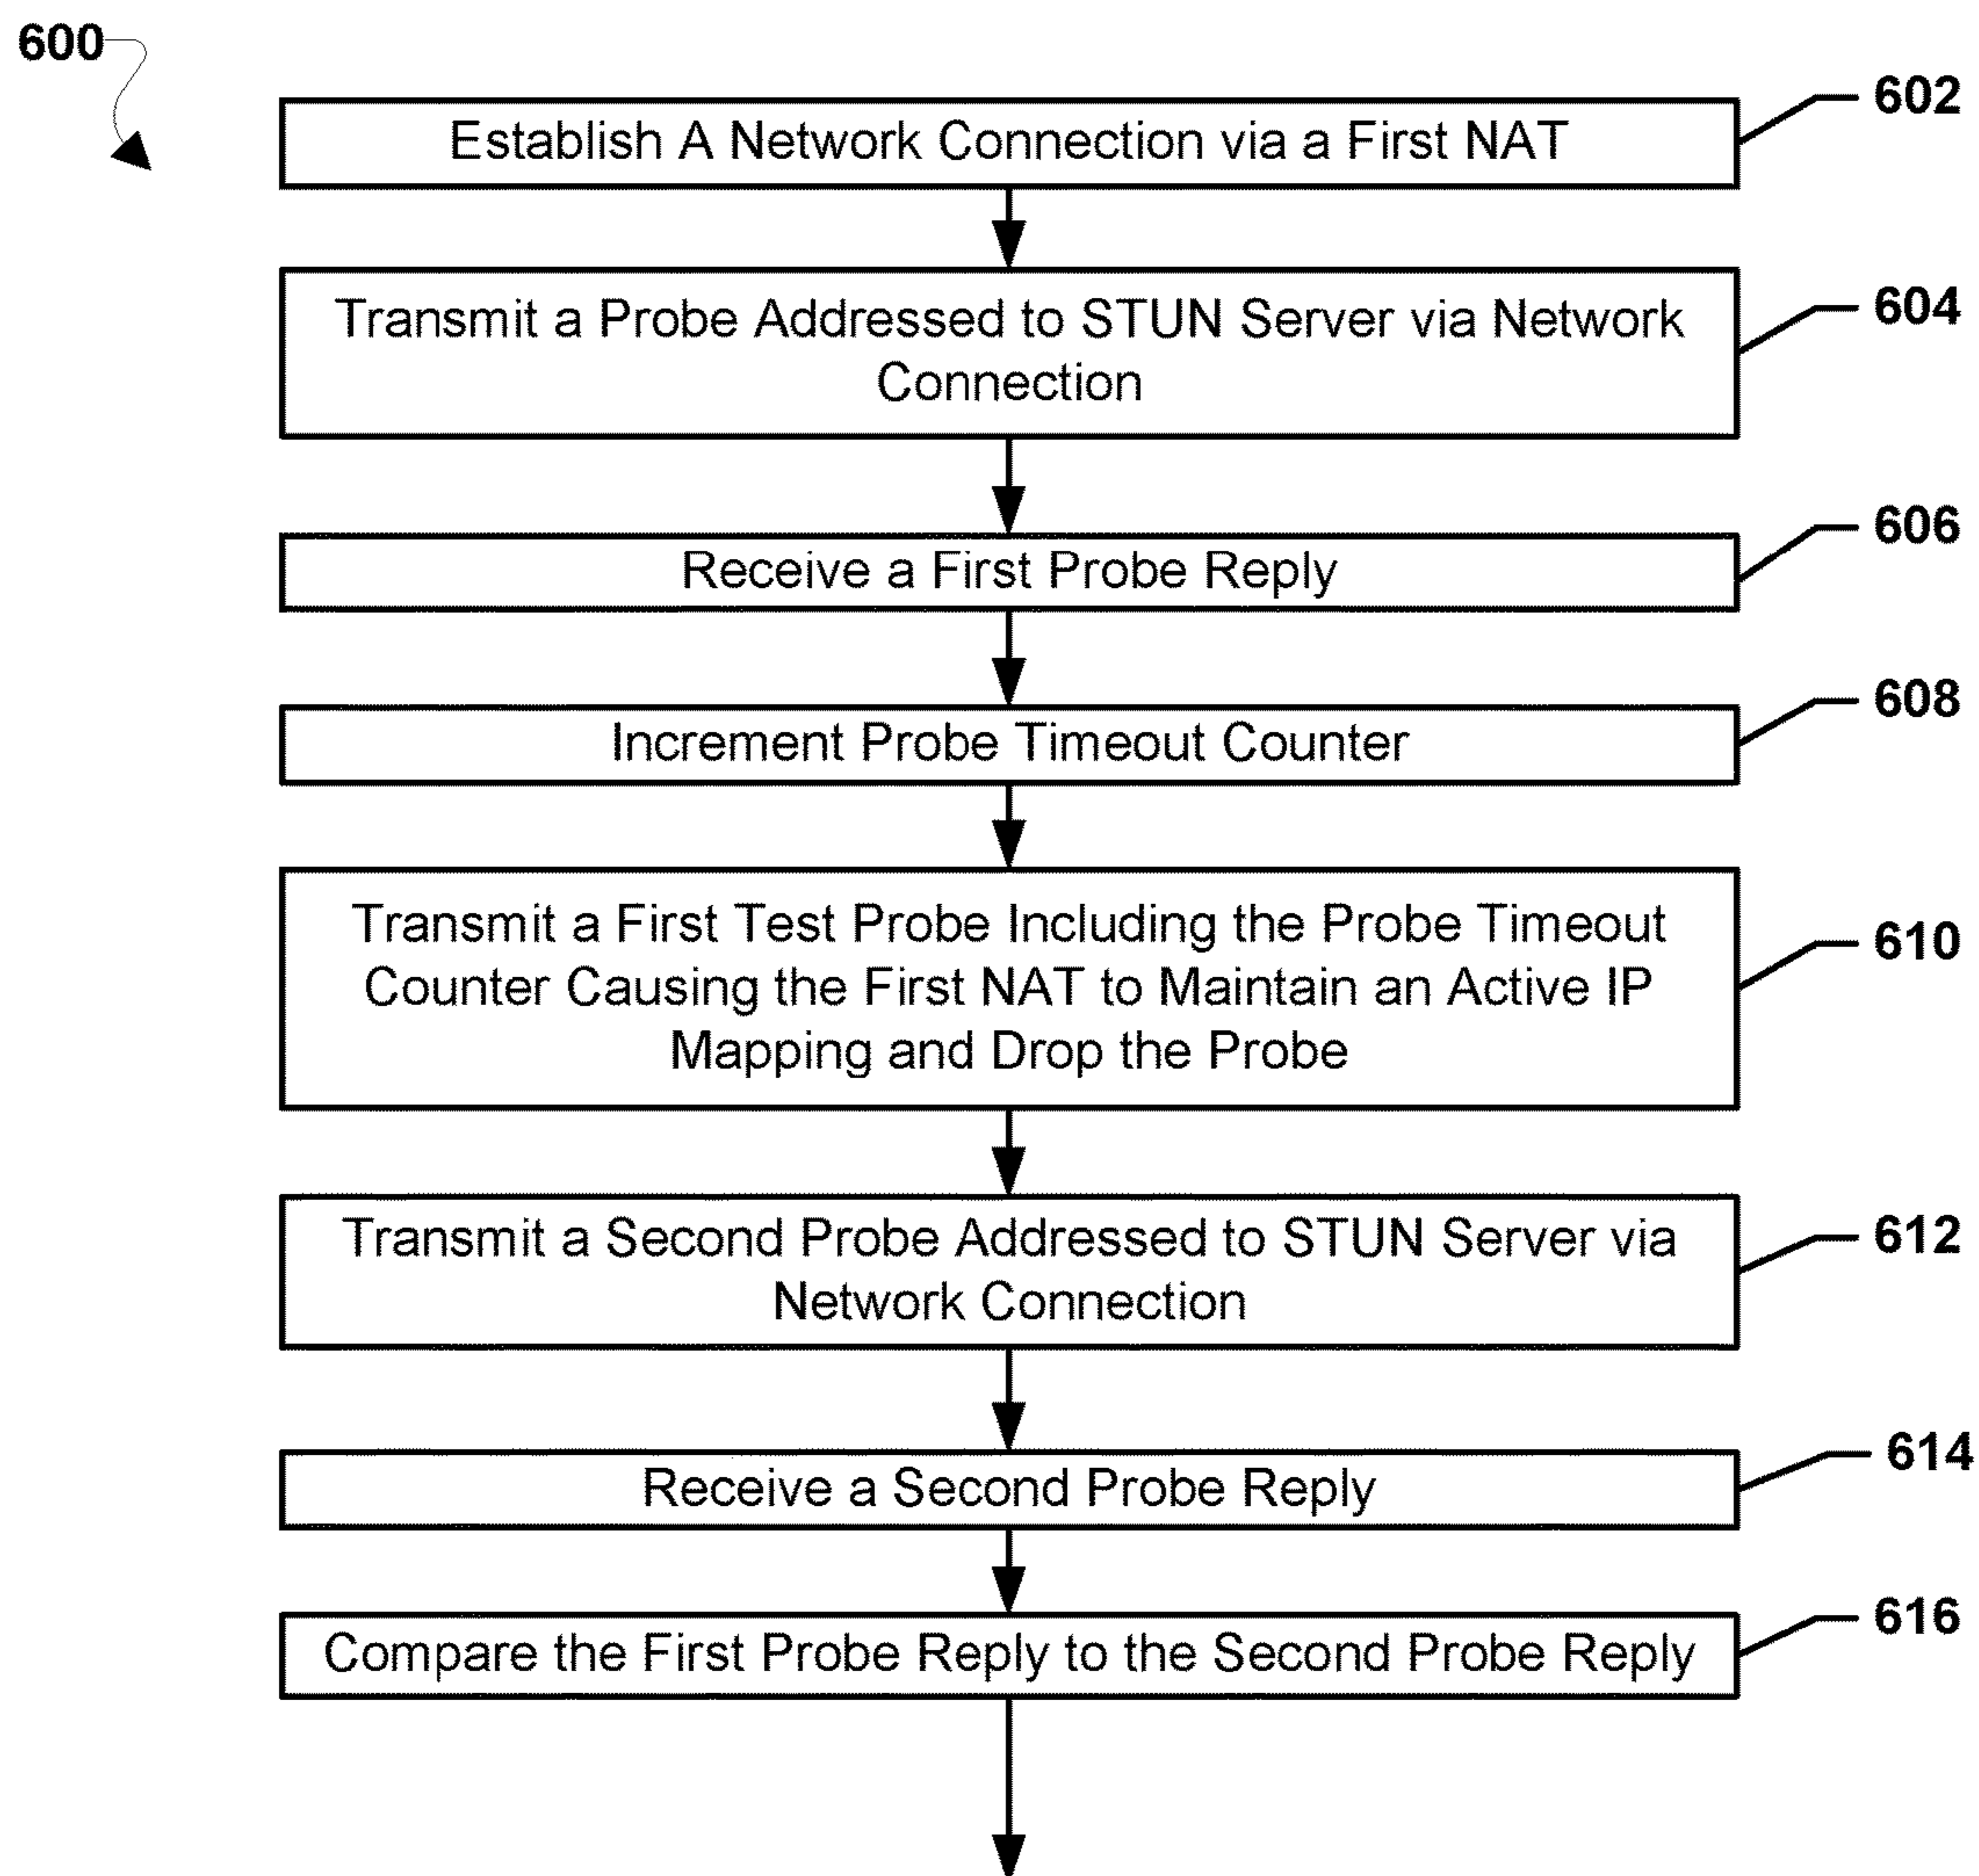 600
602
Establish A Network Connection via a First NAT
604
Transmit a Probe Addressed to STUN Server via Network
Connection
606
Receive a First Probe Reply
608
Increment Probe Timeout Counter
610
Transmit a First Test Probe Including the Probe Timeout
Counter Causing the First NAT to Maintain an Active IP
Mapping and Drop the Probe
612
Transmit a Second Probe Addressed to STUN Server via
Network Connection
614
Receive a Second Probe Reply
616
Compare the First Probe Reply to the Second Probe Reply